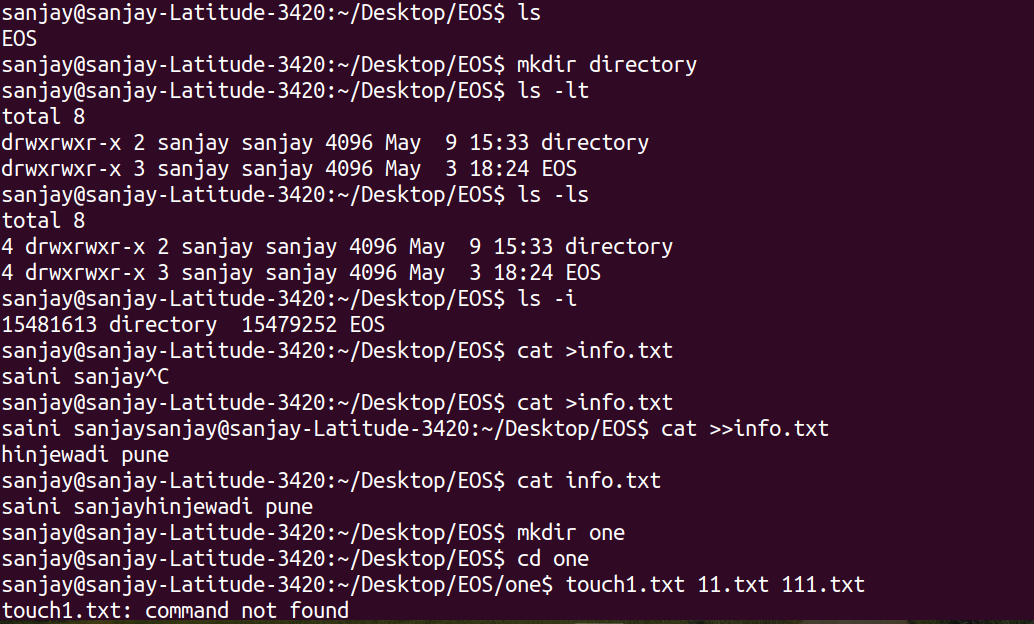 sanjay@sanjay-Latitude-3420:~/Desktop/EOS$ ls
EOS
sanjay@sanjay-Latitude-3420:~/Desktop/EOS$ mkdir directory
sanjay@sanjay-Latitude-3420:~/Desktop/EOS$ ls -lt
total 8
drwxrwxr-x 2 sanjay sanjay 4096 May  9 15:33 directory
drwxrwxr-x 3 sanjay sanjay 4096 May  3 18:24 EOS
sanjay@sanjay-Latitude-3420:~/Desktop/EOS$ ls -ls
total 8
4 drwxrwxr-x 2 sanjay sanjay 4096 May  9 15:33 directory
4 drwxrwxr-x 3 sanjay sanjay 4096 May  3 18:24 EOS
sanjay@sanjay-Latitude-3420:~/Desktop/EOS$ ls -i
15481613 directory  15479252 EOS
sanjay@sanjay-Latitude-3420:~/Desktop/EOS$ cat >info.txt
saini sanjay^C
sanjay@sanjay-Latitude-3420:~/Desktop/EOS$ cat >info.txt
saini sanjaysanjay@sanjay-Latitude-3420:~/Desktop/EOS$ cat >>info.txt
hinjewadi pune
sanjay@sanjay-Latitude-3420:~/Desktop/EOS$ cat info.txt
saini sanjayhinjewadi pune
sanjay@sanjay-Latitude-3420:~/Desktop/EOS$ mkdir one
sanjay@sanjay-Latitude-3420:~/Desktop/EOS$ cd one
sanjay@sanjay-Latitude-3420:~/Desktop/EOS/one$ touch1.txt 11.txt 111.txt
touch1.txt: command not found